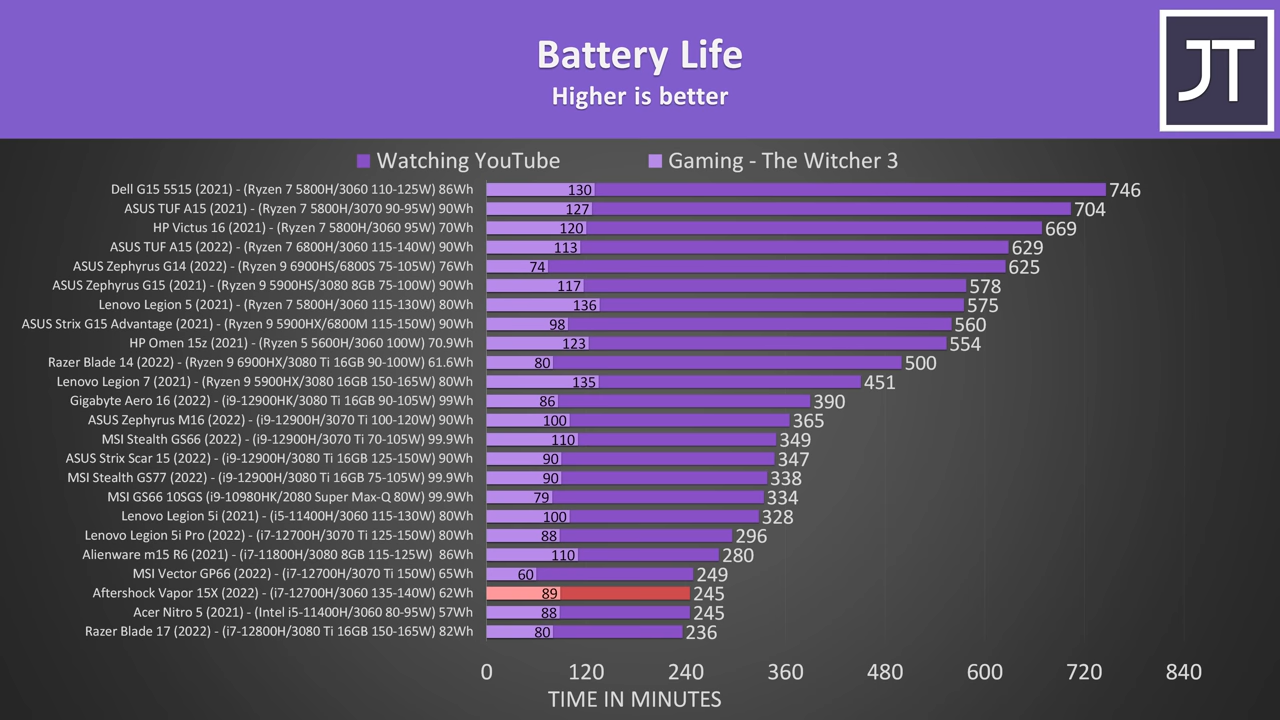 Battery Life
Higher is better
JT
Watching YouTube Gaming - The Witcher 3
Dell G15 5515 (2021) - (Ryzen 7 5800H/3060 110-125W) 86Wh 130 746
ASUS TUF A15 (2021) - (Ryzen 7 5800H/3070 90-95W) 90Wh 127 704
HP Victus 16 (2021) - (Ryzen 7 5800H/3060 95W) 70Wh 120 669
ASUS TUF A15 (2022) - (Ryzen 7 6800H/3060 115-140W) 90Wh 113 629
ASUS Zephyrus G14 (2022) - (Ryzen 9 6900HS/6800S 75-105W) 76Wh 74 625
ASUS Zephyrus G15 (2021) - (Ryzen 9 5900HS/3080 8GB 75-100W) 90Wh 117 578
Lenovo Legion 5 (2021) - (Ryzen 7 5800H/3060 115-130W) 80Wh 136 575
ASUS Strix G15 Advantage (2021) - (Ryzen 9 5900HX/6800M 115-150W) 90Wh 98 560
HP Omen 15z (2021) - (Ryzen 5 5600H/3060 100W) 70.9Wh 123 554
Razer Blade 14 (2022) - (Ryzen 9 6900HX/3080 Ti 16GB 90-100W) 61.6Wh 80 500
Lenovo Legion 7 (2021) - (Ryzen 9 5900HX/3080 16GB 150-165W) 80Wh 135 451
Gigabyte Aero 16 (2022) - (i9-12900HK/3080 Ti 16GB 90-105W) 99Wh 86 390
ASUS Zephyrus M16 (2022) - (i9-12900H/3070 Ti 100-120W) 90Wh 100 365
MSI Stealth GS66 (2022) - (i9-12900H/3070 Ti 70-105W) 99.9Wh 110 349
ASUS Strix Scar 15 (2022) - (i9-12900H/3080 Ti 16GB 125-150W) 90Wh 90 347
MSI Stealth GS77 (2022) - (i9-12900H/3080 Ti 16GB 75-105W) 99.9Wh 90 338
MSI GS66 10SGS (i9-10980HK/2080 Super Max-Q 80W) 99.9Wh 79 334
Lenovo Legion 5i (2021) - (i5-11400H/3060 115-130W) 80Wh 100 328
Lenovo Legion 5i Pro (2022) - (i7-12700H/3070 Ti 125-150W) 80Wh 88 296
Alienware m15 R6 (2021) - (i7-11800H/3080 8GB 115-125W) 86Wh 110 280
MSI Vector GP66 (2022) - (i7-12700H/3070 Ti 150W) 65Wh 60 249
Aftershock Vapor 15X (2022) - (i7-12700H/3060 135-140W) 62Wh 89 245
Acer Nitro 5 (2021) - (Intel i5-11400H/3060 80-95W) 57Wh 88 245
Razer Blade 17 (2022) - (i7-12800H/3080 Ti 16GB 150-165W) 82Wh 80 236
0 120 240 360 480 600 720 840
TIME IN MINUTES